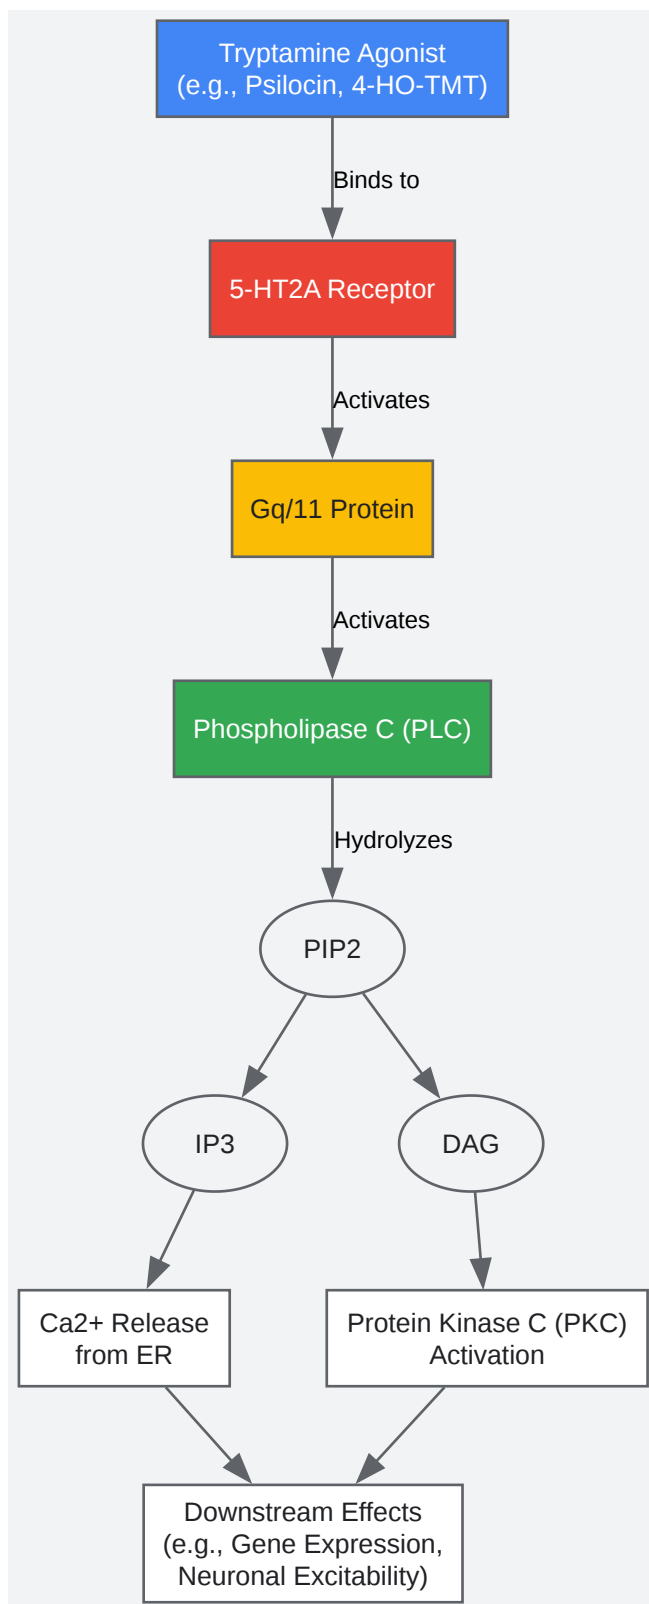 Tryptamine Agonist
(e.g., Psilocin, 4-HO-TMT)
Binds to
5-HT2A Receptor
Activates
Gq/11 Protein
Activates
Phospholipase C (PLC)
Hydrolyzes
PIP2
IP3
DAG
Ca2+ Release
from ER
Protein Kinase C (PKC)
Activation
Downstream Effects
(e.g., Gene Expression,
Neuronal Excitability)